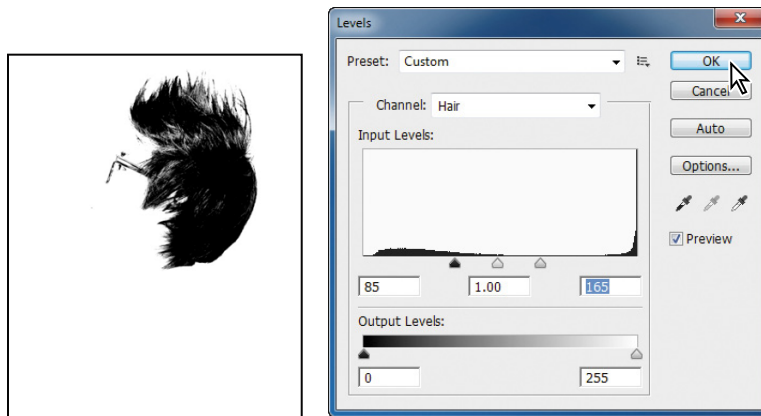 Levels
Preset: Custom
OK
Cancel
Channel: Hair
Auto
Input Levels:
Options...
Preview
85 1.00 165
Output Levels:
0 255